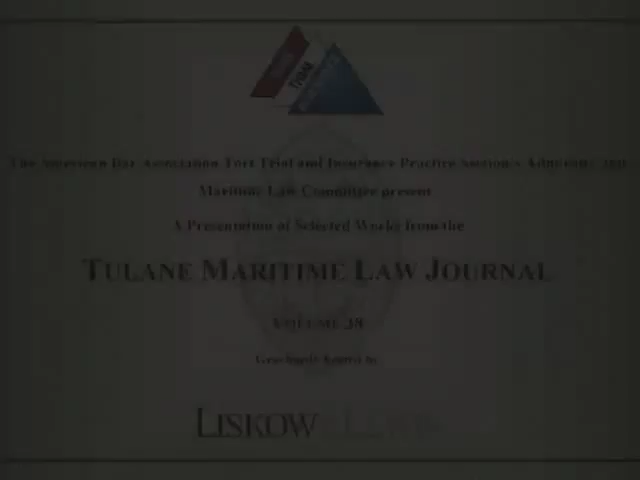 The American Bar Association Tort Trial and Insurance Practice Section's Admiralty and
Maritime Law Committee present
A Presentation of Selected Works from the
TULANE MARITIME LAW JOURNAL
VOLUME 38
LISKOW & LEWIS